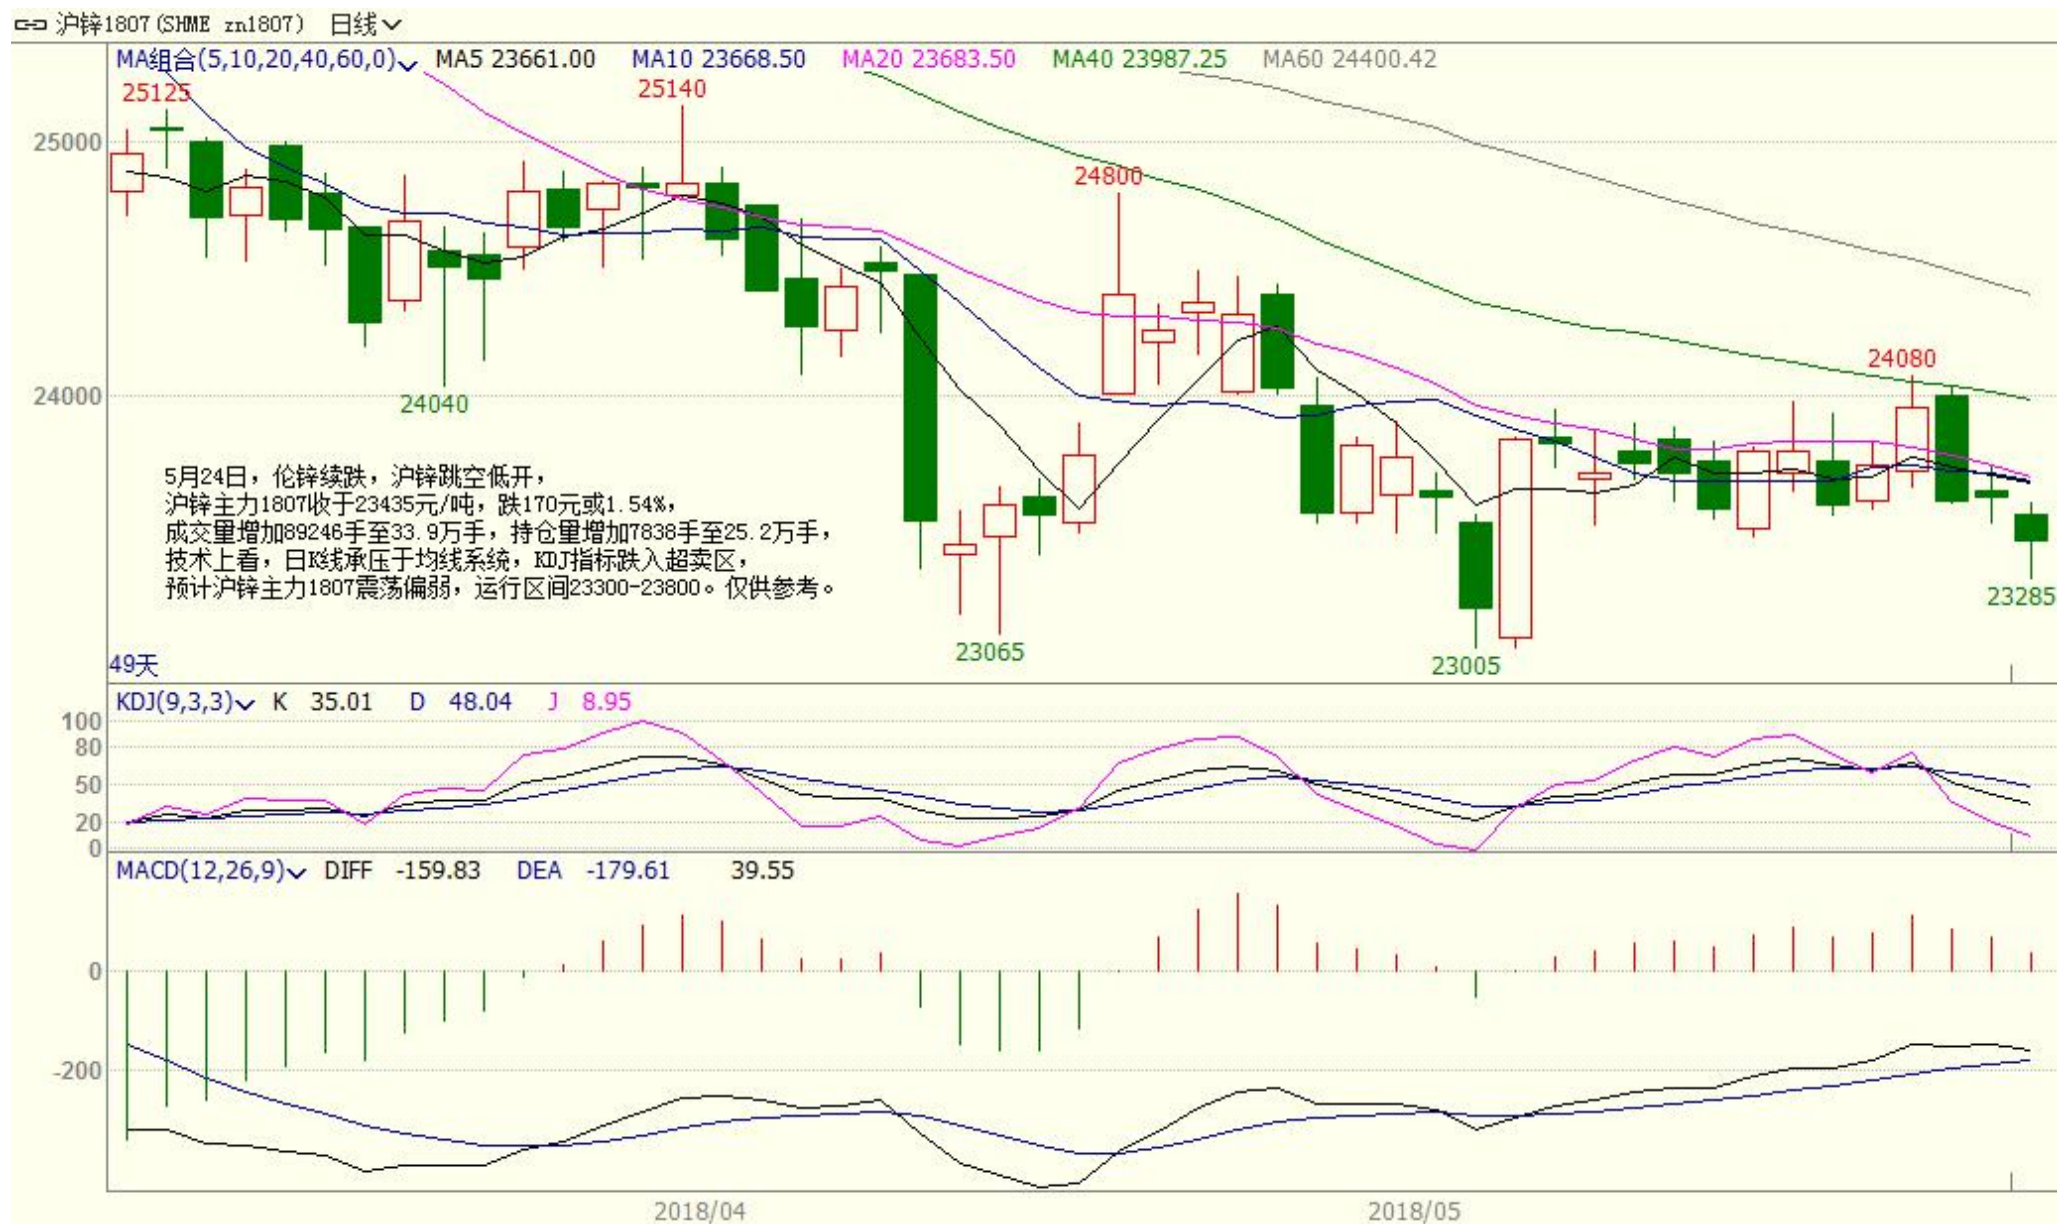 沪锌1807(SHME zn1807) 日线
MA组合(5,10,20,40,60,0) MA5 23661.00 MA10 23668.50 MA20 23683.50 MA40 23987.25 MA60 24400.42
25125
25140
25000
24800
24080
24000
24040
5月24日，伦锌续跌，沪锌跳空低开，
沪锌主力1807收于23435元/吨，跌170元或1.54%，
成交量增加89246手至33.9万手，持仓量增加7838手至25.2万手，
技术上看，日K线承压于均线系统，KDJ指标跌入超卖区，
预计沪锌主力1807震荡偏弱，运行区间23300-23800。仅供参考。
23285
23065
23005
49天
KDJ(9,3,3) K 35.01 D 48.04 J 8.95
100
80
50
20
0
MACD(12,26,9) DIFF -159.83 DEA -179.61 39.55
0
-200
2018/04 2018/05